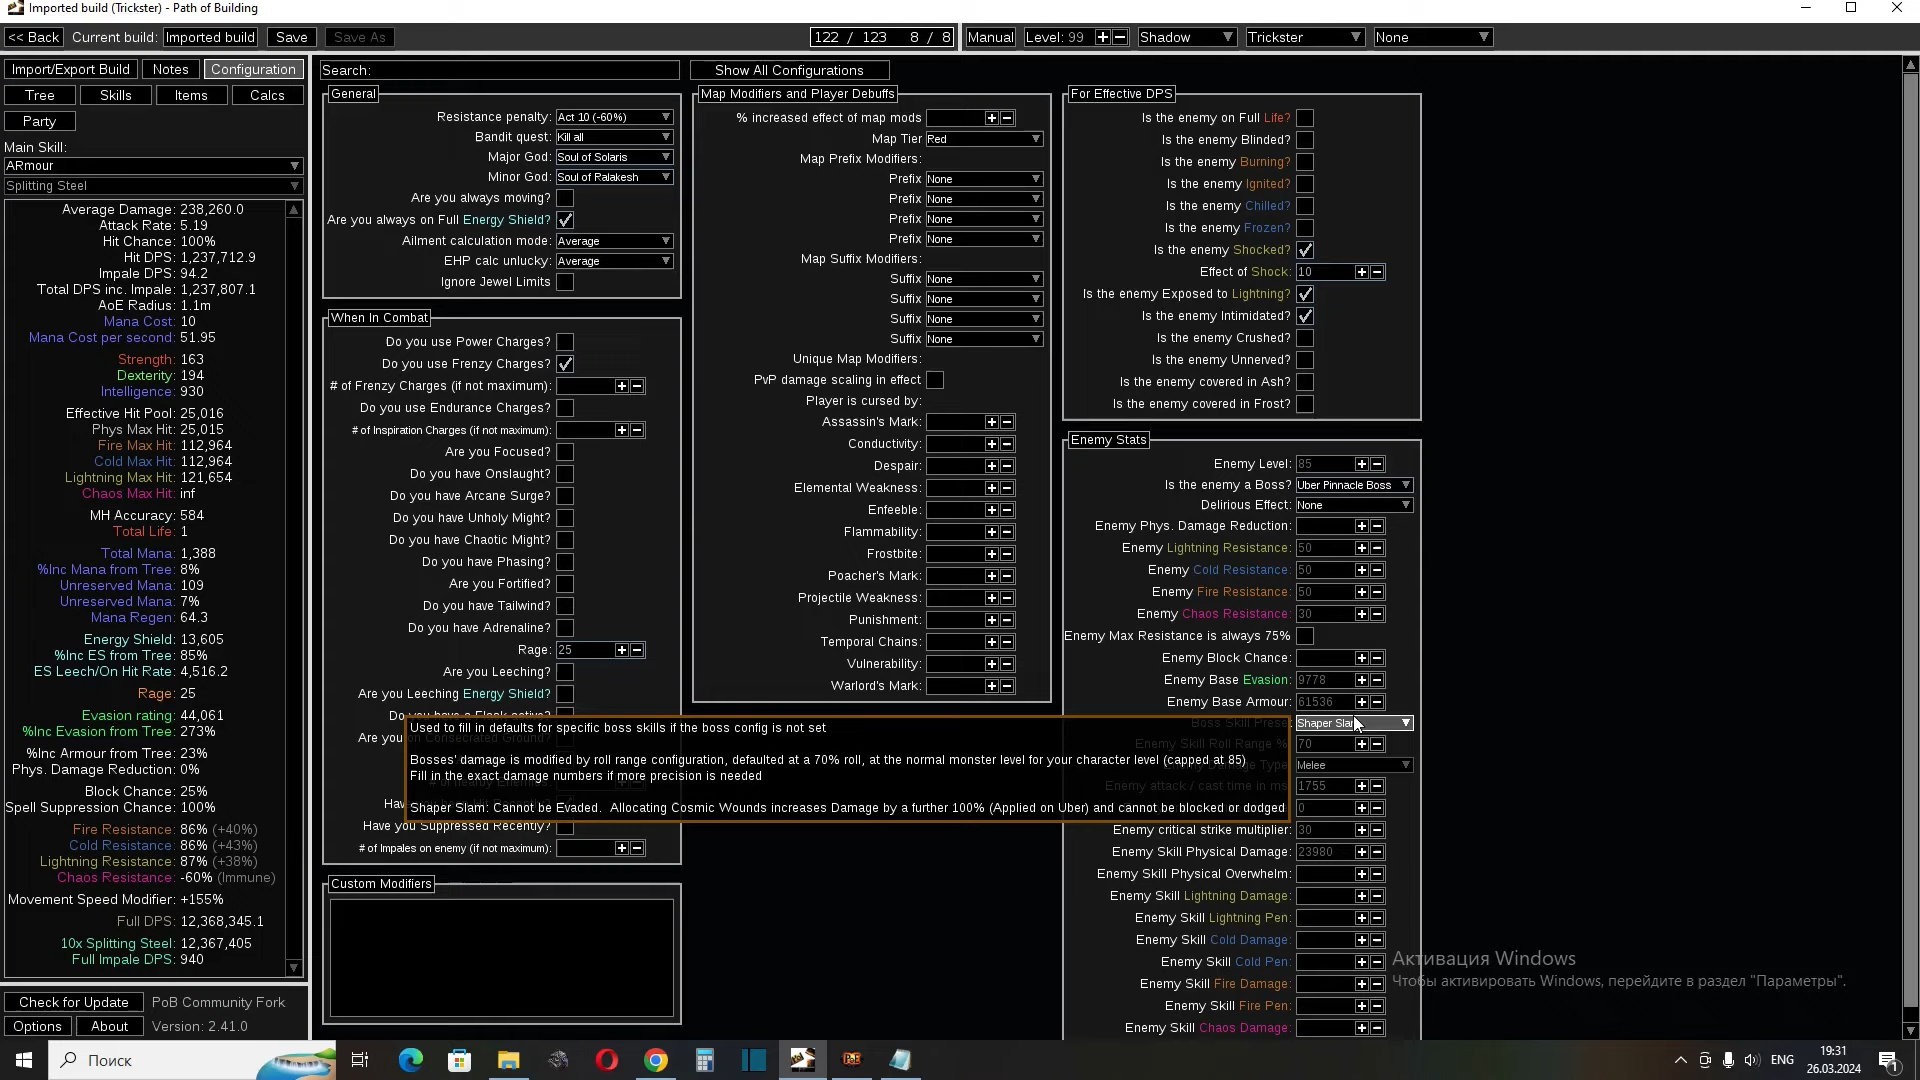 Imported build (Trickster) - Path of Building
<< Back Current build: Imported build Save Save As 122 / 123 8 / 8 Manual Level: 99 Shadow Trickster None
Import/Export Build Notes Configuration
Tree Skills Items Calcs
Party
Main Skill:
ARmour
Splitting Steel
Average Damage: 238,260.0
Attack Rate: 5.19
Hit Chance: 100%
Hit DPS: 1,237,712.9
Impale DPS: 94.2
Total DPS inc. Impale: 1,237,807.1
AoE Radius: 1.1m
Mana Cost: 10
Mana Cost per second: 51.95
Strength: 163
Dexterity: 194
Intelligence: 930
Effective Hit Pool: 25,016
Phys Max Hit: 25,015
Fire Max Hit: 112,964
Cold Max Hit: 112,964
Lightning Max Hit: 121,654
Chaos Max Hit: inf
MH Accuracy: 584
Total Life: 1
Total Mana: 1,388
%Inc Mana from Tree: 8%
Unreserved Mana: 109
Unreserved Mana: 7%
Mana Regen: 64.3
Energy Shield: 13,605
%Inc ES from Tree: 85%
ES Leech/On Hit Rate: 4,516.2
Rage: 25
Evasion rating: 44,061
%Inc Evasion from Tree: 273%
%Inc Armour from Tree: 23%
Phys. Damage Reduction: 0%
Block Chance: 25%
Spell Suppression Chance: 100%
Fire Resistance: 86% (+40%)
Cold Resistance: 86% (+43%)
Lightning Resistance: 87% (+38%)
Chaos Resistance: -60% (Immune)
Movement Speed Modifier: +155%
Full DPS: 12,368,345.1
10x Splitting Steel: 12,367,405
Full Impale DPS: 940
Check for Update PoB Community Fork
Options About Version: 2.41.0
Search: Show All Configurations
General
Resistance penalty: Act 10 (-60%)
Bandit quest: Kill all
Major God: Soul of Solaris
Minor God: Soul of Ralakesh
Are you always moving?
Are you always on Full Energy Shield?
Ailment calculation mode: Average
EHP calc unlucky: Average
Ignore Jewel Limits
When In Combat
Do you use Power Charges?
Do you use Frenzy Charges?
# of Frenzy Charges (if not maximum):
Do you use Endurance Charges?
# of Inspiration Charges (if not maximum):
Are you Focused?
Do you have Onslaught?
Do you have Arcane Surge?
Do you have Unholy Might?
Do you have Chaotic Might?
Do you have Phasing?
Are you Fortified?
Do you have Tailwind?
Do you have Adrenaline?
Rage: 25
Are you Leeching?
Are you Leeching Energy Shield?
Used to fill in defaults for specific boss skills if the boss config is not set
Bosses' damage is modified by roll range configuration, defaulted at a 70% roll, at the normal monster level for your character level (capped at 85)
Fill in the exact damage numbers if more precision is needed
Shaper Slam: Cannot be Evaded. Allocating Cosmic Wounds increases Damage by a further 100% (Applied on Uber) and cannot be blocked or dodged
Have you Suppressed Recently?
# of Impales on enemy (if not maximum):
Custom Modifiers
Map Modifiers and Player Debuffs
% increased effect of map mods
Map Tier Red
Map Prefix Modifiers:
Prefix None
Prefix None
Prefix None
Prefix None
Map Suffix Modifiers:
Suffix None
Suffix None
Suffix None
Suffix None
Unique Map Modifiers:
PvP damage scaling in effect
Player is cursed by:
Assassin's Mark:
Conductivity:
Despair:
Elemental Weakness:
Enfeeble:
Flammability:
Frostbite:
Poacher's Mark:
Projectile Weakness:
Punishment:
Temporal Chains:
Vulnerability:
Warlord's Mark:
For Effective DPS
Is the enemy on Full Life?
Is the enemy Blinded?
Is the enemy Burning?
Is the enemy Ignited?
Is the enemy Chilled?
Is the enemy Frozen?
Is the enemy Shocked?
Effect of Shock: 10
Is the enemy Exposed to Lightning?
Is the enemy Intimidated?
Is the enemy Crushed?
Is the enemy Unnerved?
Is the enemy covered in Ash?
Is the enemy covered in Frost?
Enemy Stats
Enemy Level: 85
Is the enemy a Boss? Uber Pinnacle Boss
Delirious Effect: None
Enemy Phys. Damage Reduction:
Enemy Lightning Resistance: 50
Enemy Cold Resistance: 50
Enemy Fire Resistance: 50
Enemy Chaos Resistance: 30
Enemy Max Resistance is always 75%
Enemy Block Chance:
Enemy Base Evasion: 9778
Enemy Base Armour: 61536
Boss Skill Preset: Shaper Slam
Enemy Skill Roll Range %: 70
Enemy Damage Type: Melee
Enemy attack / cast time in ms: 1755
0
Enemy critical strike multiplier: 30
Enemy Skill Physical Damage: 23980
Enemy Skill Physical Overwhelm:
Enemy Skill Lightning Damage:
Enemy Skill Lightning Pen:
Enemy Skill Cold Damage:
Enemy Skill Cold Pen:
Enemy Skill Fire Damage:
Enemy Skill Fire Pen:
Enemy Skill Chaos Damage:
Активация Windows
Чтобы активировать Windows, перейдите в раздел "Параметры".
Поиск
ENG
19:31
26.03.2024
1